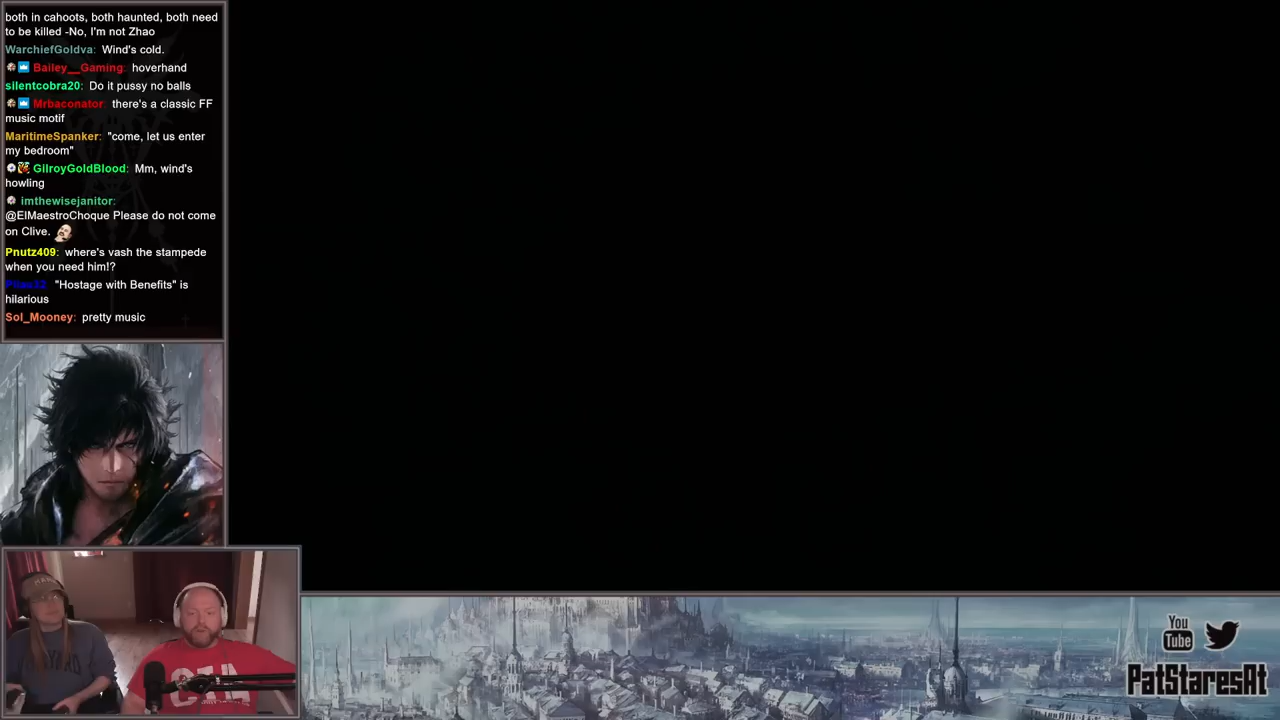 both in cahoots, both haunted, both need
to be killed -No, I'm not Zhao
WarchiefGoldva: Wind's cold.
Bailey__Gaming: hoverhand
silentcobra20: Do it pussy no balls
Mrbaconator: there's a classic FF
music motif
MaritimeSpanker: "come, let us enter
my bedroom"
GilroyGoldBlood: Mm, wind's
howling
imthewisejanitor:
@ElMaestroChoque Please do not come
on Clive.
Pnutz409: where's vash the stampede
when you need him!?
"Hostage with Benefits" is
hilarious
Sol_Mooney: pretty music
You
Tube
PatStaresAt